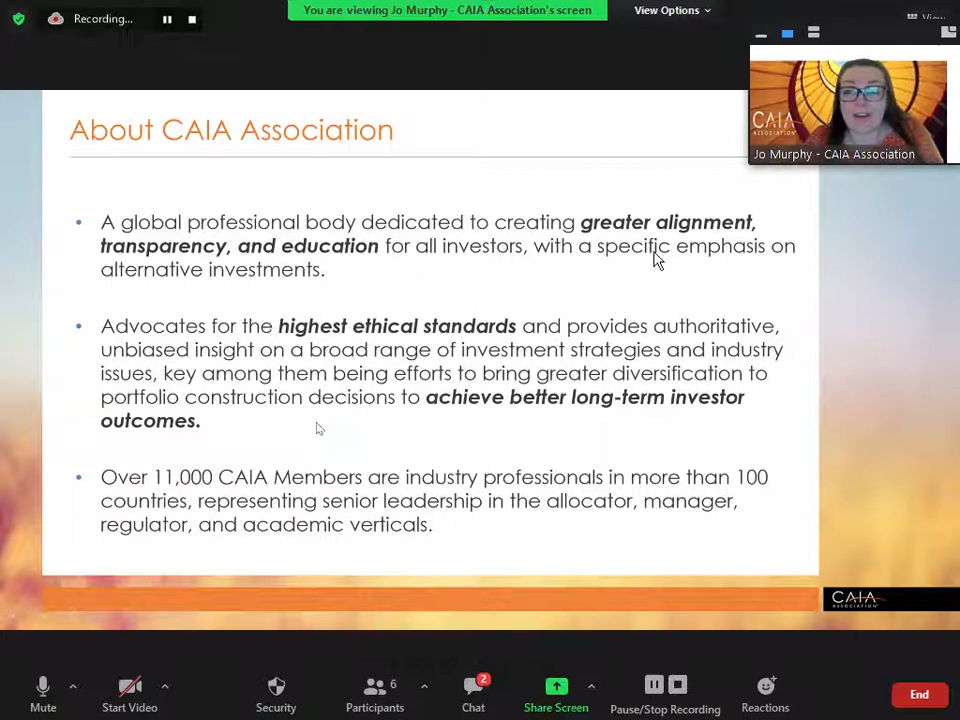 Recording...
You are viewing Jo Murphy - CAIA Association's screen
View Options
View
CAIA
ASSOCIATION
Jo Murphy - CAIA Association
About CAIA Association
• A global professional body dedicated to creating greater alignment,
transparency, and education for all investors, with a specific emphasis on
alternative investments.
• Advocates for the highest ethical standards and provides authoritative,
unbiased insight on a broad range of investment strategies and industry
issues, key among them being efforts to bring greater diversification to
portfolio construction decisions to achieve better long-term investor
outcomes.
• Over 11,000 CAIA Members are industry professionals in more than 100
countries, representing senior leadership in the allocator, manager,
regulator, and academic verticals.
CAIA
ASSOCIATION
6
2
Mute
Start Video
Security
Participants
Chat
Share Screen
Pause/Stop Recording
Reactions
End